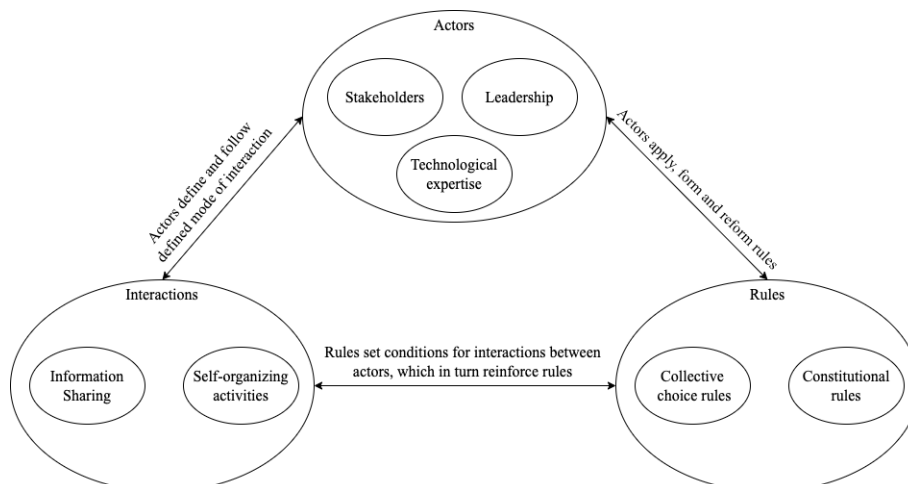 Actors
Stakeholders
Leadership
Technological
expertise
Actors define and follow
defined mode of interaction
Actors apply, form and reform rules
Interactions
Information
Sharing
Self-organizing
activities
Rules set conditions for interactions between
actors, which in turn reinforce rules
Rules
Collective
choice rules
Constitutional
rules